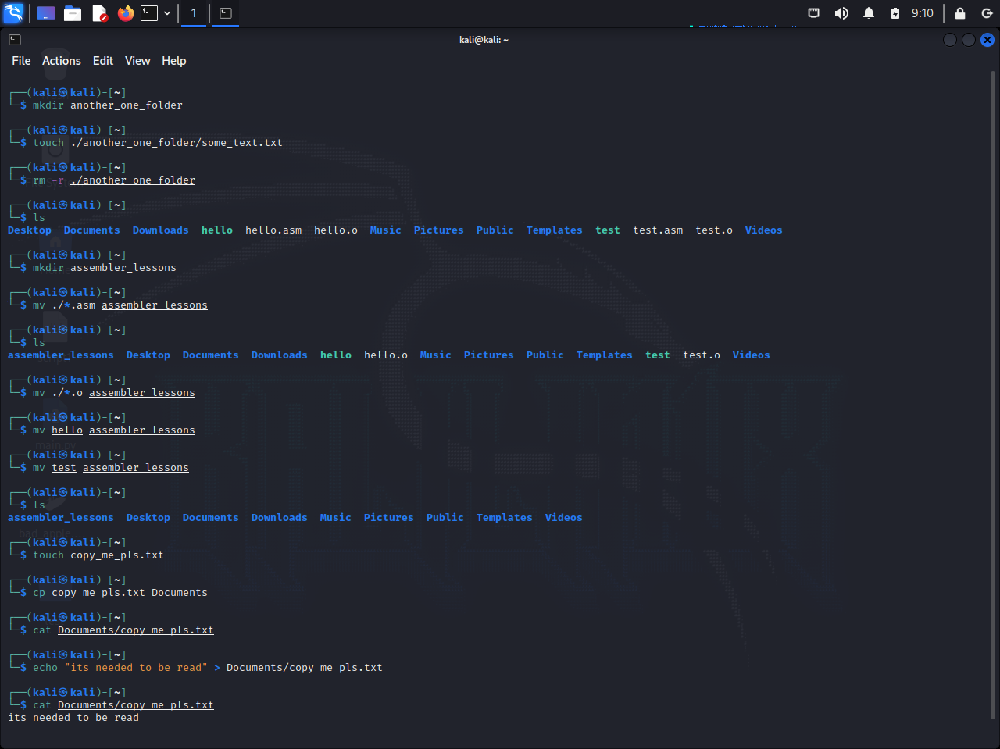 1
9:10
kali@kali: ~
File Actions Edit View Help
┌──(kali㉿kali)-[~]
└─$ mkdir another_one_folder
┌──(kali㉿kali)-[~]
└─$ touch ./another_one_folder/some_text.txt
┌──(kali㉿kali)-[~]
└─$ rm -r ./another_one_folder
┌──(kali㉿kali)-[~]
└─$ ls
Desktop Documents Downloads hello hello.asm hello.o Music Pictures Public Templates test test.asm test.o Videos
┌──(kali㉿kali)-[~]
└─$ mkdir assembler_lessons
┌──(kali㉿kali)-[~]
└─$ mv ./*.asm assembler_lessons
┌──(kali㉿kali)-[~]
└─$ ls
assembler_lessons Desktop Documents Downloads hello hello.o Music Pictures Public Templates test test.o Videos
┌──(kali㉿kali)-[~]
└─$ mv ./*.o assembler_lessons
┌──(kali㉿kali)-[~]
└─$ mv hello assembler_lessons
┌──(kali㉿kali)-[~]
└─$ mv test assembler_lessons
┌──(kali㉿kali)-[~]
└─$ ls
assembler_lessons Desktop Documents Downloads Music Pictures Public Templates Videos
┌──(kali㉿kali)-[~]
└─$ touch copy_me_pls.txt
┌──(kali㉿kali)-[~]
└─$ cp copy_me_pls.txt Documents
┌──(kali㉿kali)-[~]
└─$ cat Documents/copy_me_pls.txt
┌──(kali㉿kali)-[~]
└─$ echo "its needed to be read" > Documents/copy_me_pls.txt
┌──(kali㉿kali)-[~]
└─$ cat Documents/copy_me_pls.txt
its needed to be read